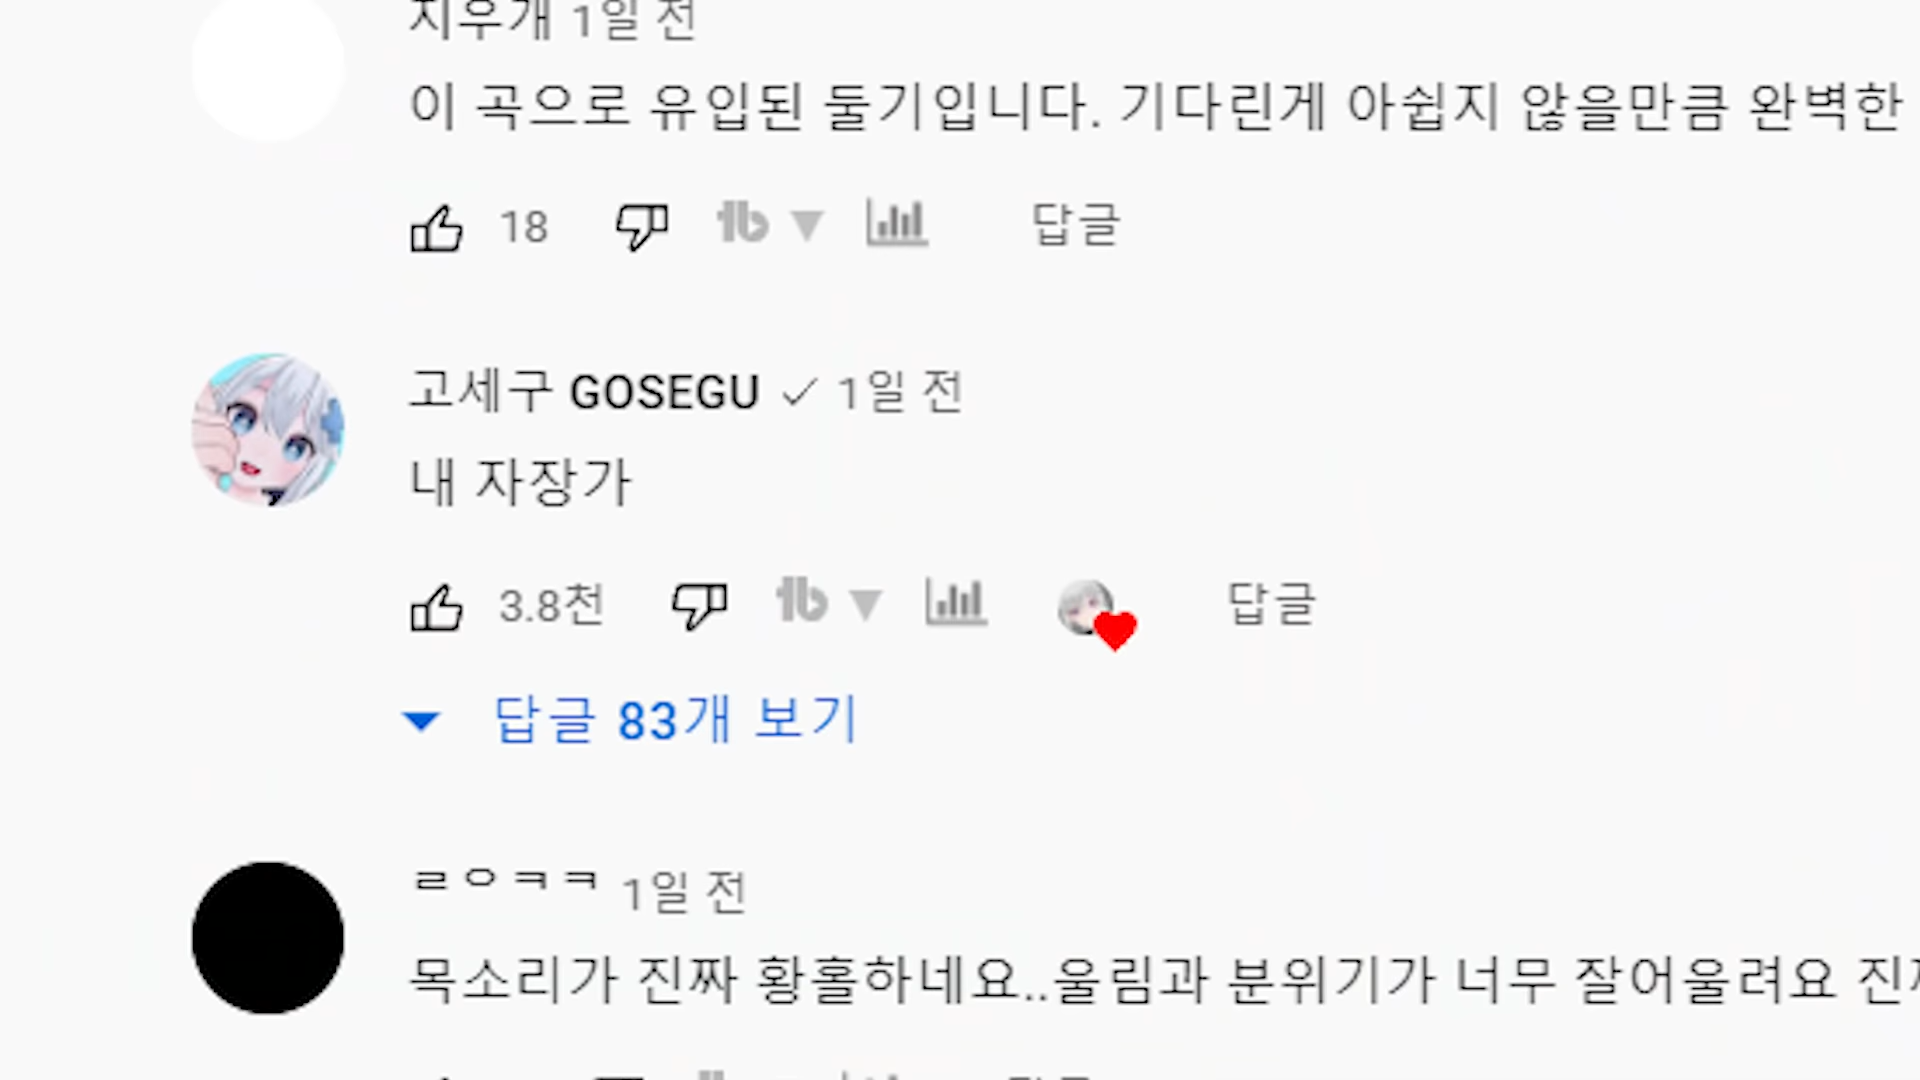 지우개 1일 전
이 곡으로 유입된 둘기입니다. 기다린게 아쉽지 않을만큼 완벽한
18 답글
고세구 GOSEGU 1일 전
내 자장가
3.8천 답글
답글 83개 보기
ㄹㅇㅋㅋ 1일 전
목소리가 진짜 황홀하네요..울림과 분위기가 너무 잘어울려요